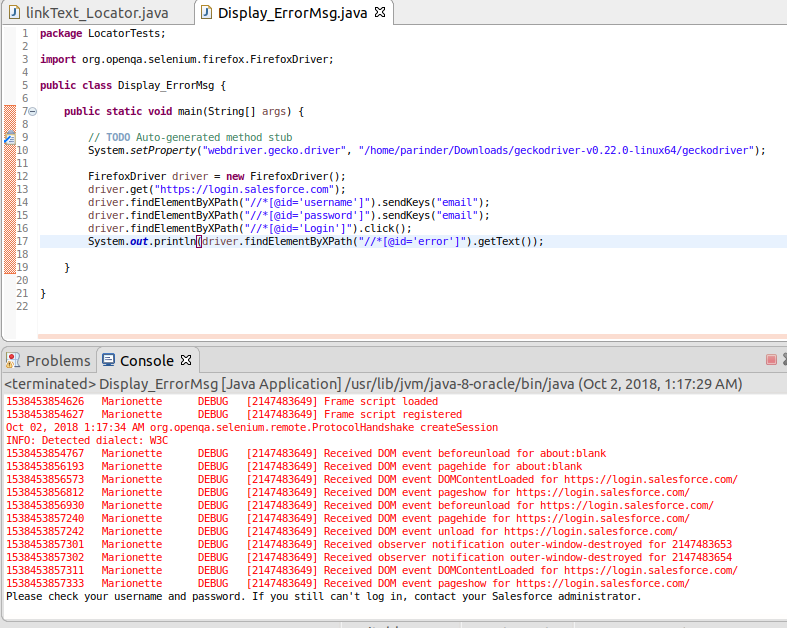 linkText_Locator.java Display_ErrorMsg.java
1 package LocatorTests;
2
3 import org.openqa.selenium.firefox.FirefoxDriver;
4
5 public class Display_ErrorMsg {
6
7 public static void main(String[] args) {
8
9 // TODO Auto-generated method stub
10 System.setProperty("webdriver.gecko.driver", "/home/parinder/Downloads/geckodriver-v0.22.0-linux64/geckodriver");
11
12 FirefoxDriver driver = new FirefoxDriver();
13 driver.get("https://login.salesforce.com");
14 driver.findElementByXPath("//*[@id='username']").sendKeys("email");
15 driver.findElementByXPath("//*[@id='password']").sendKeys("email");
16 driver.findElementByXPath("//*[@id='Login']").click();
17 System.out.println(driver.findElementByXPath("//*[@id='error']").getText());
18
19 }
20
21 }
22
Problems Console
<terminated> Display_ErrorMsg [Java Application] /usr/lib/jvm/java-8-oracle/bin/java (Oct 2, 2018, 1:17:29 AM)
1538453854626 Marionette DEBUG [2147483649] Frame script loaded
1538453854627 Marionette DEBUG [2147483649] Frame script registered
Oct 02, 2018 1:17:34 AM org.openqa.selenium.remote.ProtocolHandshake createSession
INFO: Detected dialect: W3C
1538453854767 Marionette DEBUG [2147483649] Received DOM event beforeunload for about:blank
1538453856193 Marionette DEBUG [2147483649] Received DOM event pagehide for about:blank
1538453856573 Marionette DEBUG [2147483649] Received DOM event DOMContentLoaded for https://login.salesforce.com/
1538453856812 Marionette DEBUG [2147483649] Received DOM event pageshow for https://login.salesforce.com/
1538453856930 Marionette DEBUG [2147483649] Received DOM event beforeunload for https://login.salesforce.com/
1538453857240 Marionette DEBUG [2147483649] Received DOM event pagehide for https://login.salesforce.com/
1538453857242 Marionette DEBUG [2147483649] Received DOM event unload for https://login.salesforce.com/
1538453857301 Marionette DEBUG [2147483649] Received observer notification outer-window-destroyed for 2147483653
1538453857302 Marionette DEBUG [2147483649] Received observer notification outer-window-destroyed for 2147483654
1538453857311 Marionette DEBUG [2147483649] Received DOM event DOMContentLoaded for https://login.salesforce.com/
1538453857333 Marionette DEBUG [2147483649] Received DOM event pageshow for https://login.salesforce.com/
Please check your username and password. If you still can't log in, contact your Salesforce administrator.